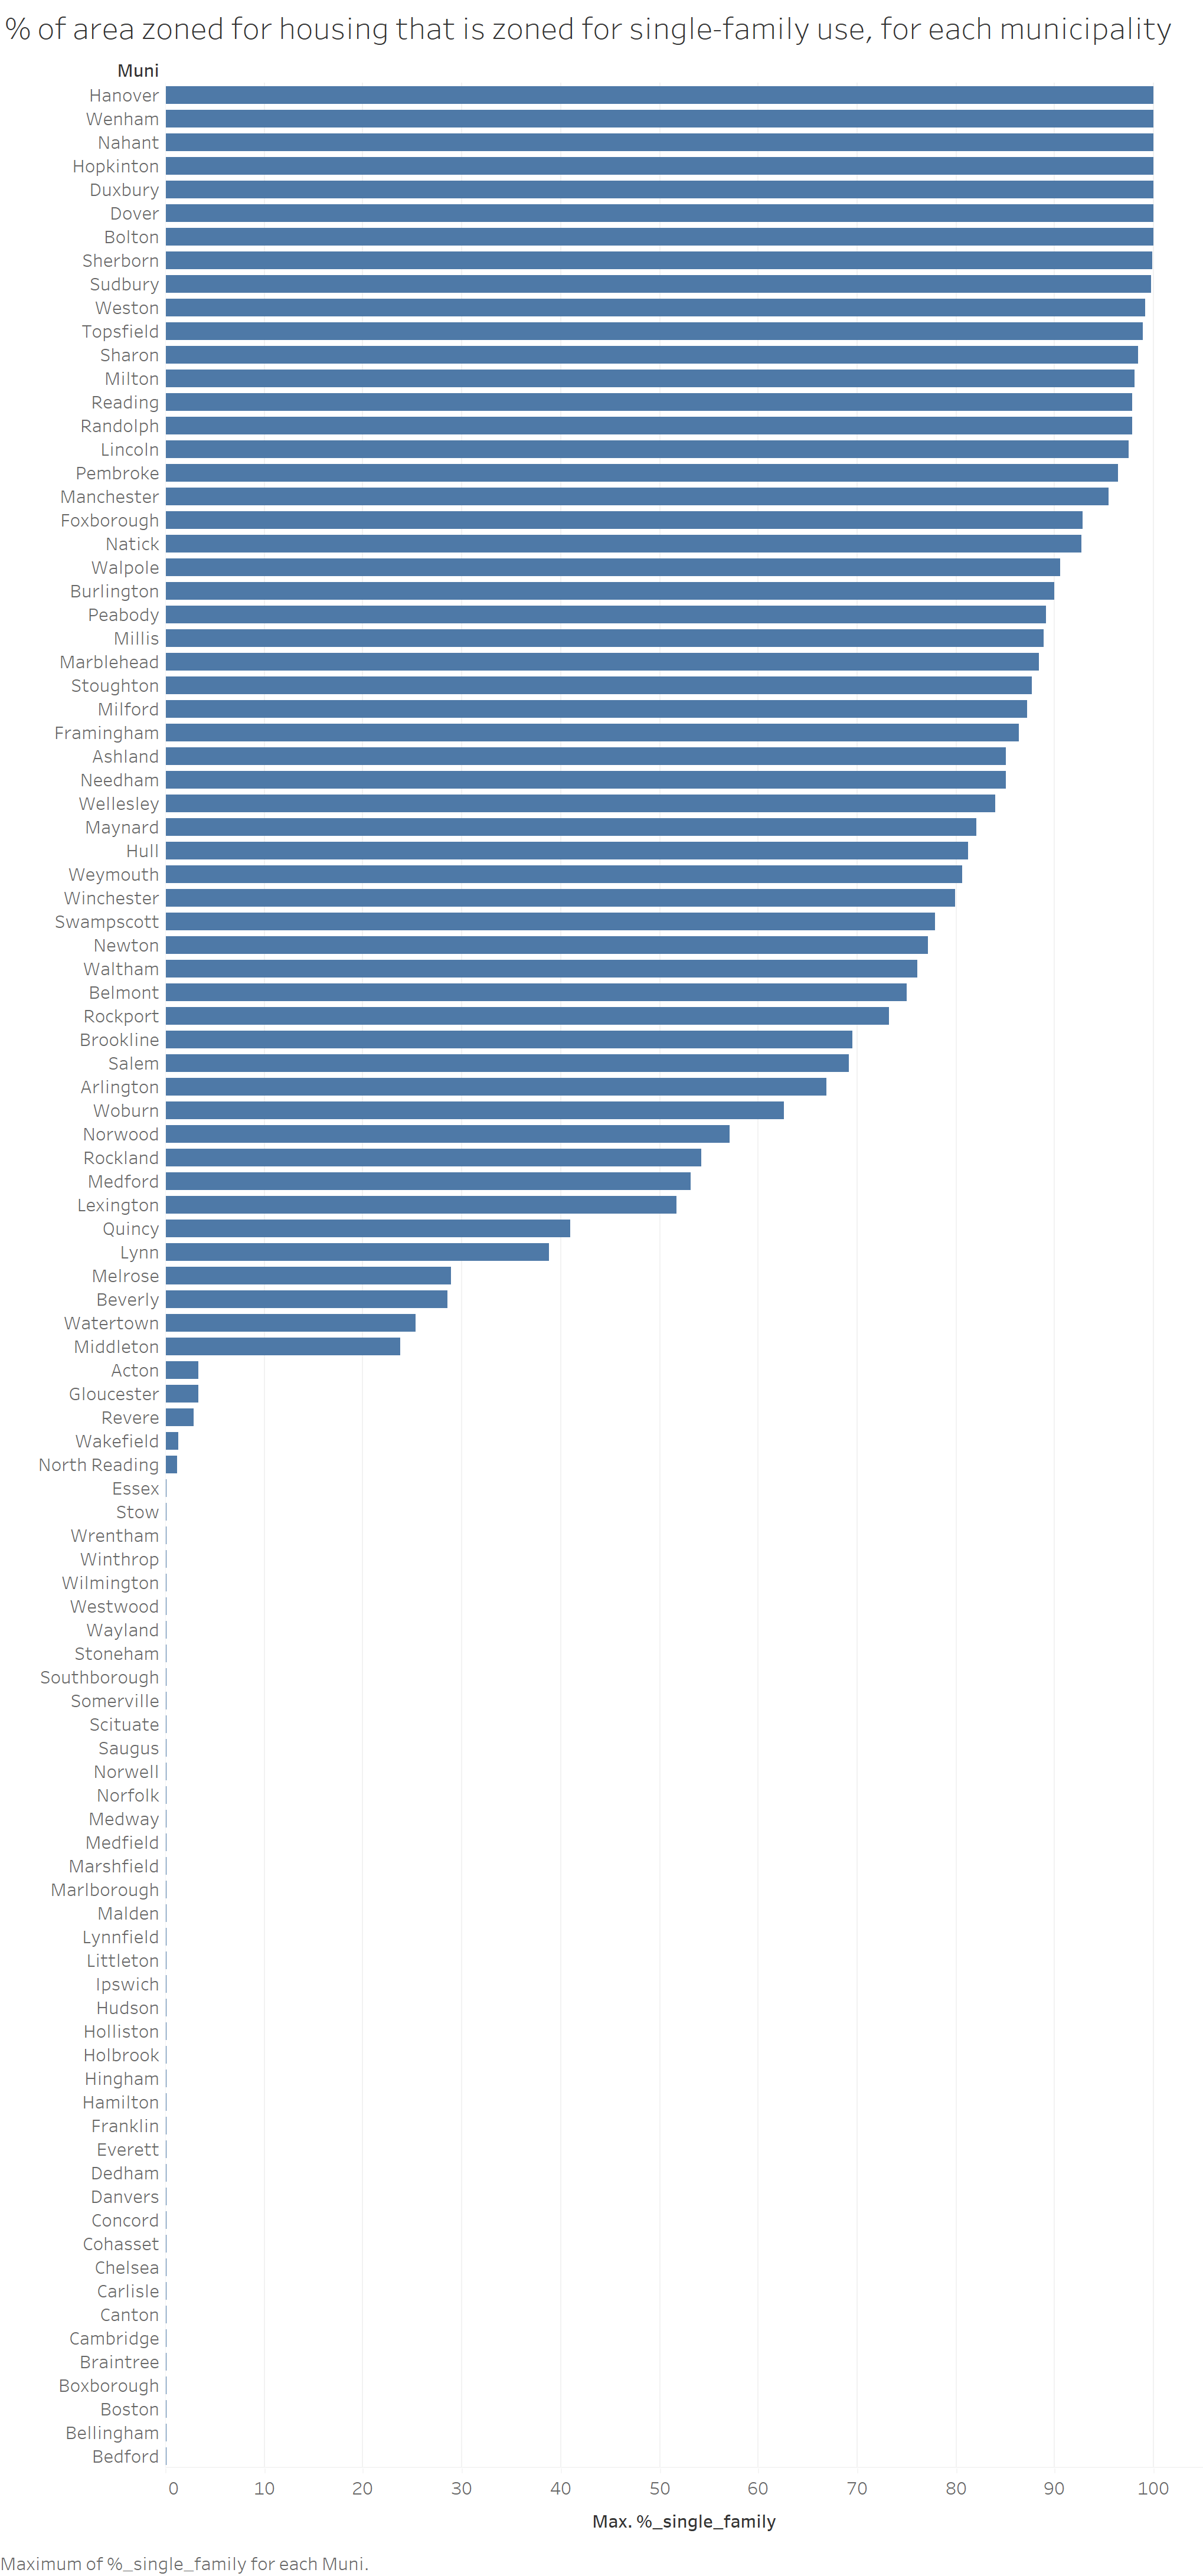 % of area zoned for housing that is zoned for single-family use, for each municipality
Muni
Hanover
Wenham
Nahant
Hopkinton
Duxbury
Dover
Bolton
Sherborn
Sudbury
Weston
Topsfield
Sharon
Milton
Reading
Randolph
Lincoln
Pembroke
Manchester
Foxborough
Natick
Walpole
Burlington
Peabody
Millis
Marblehead
Stoughton
Milford
Framingham
Ashland
Needham
Wellesley
Maynard
Hull
Weymouth
Winchester
Swampscott
Newton
Waltham
Belmont
Rockport
Brookline
Salem
Arlington
Woburn
Norwood
Rockland
Medford
Lexington
Quincy
Lynn
Melrose
Beverly
Watertown
Middleton
Acton
Gloucester
Revere
Wakefield
North Reading
Essex
Stow
Wrentham
Winthrop
Wilmington
Westwood
Wayland
Stoneham
Southborough
Somerville
Scituate
Saugus
Norwell
Norfolk
Medway
Medfield
Marshfield
Marlborough
Malden
Lynnfield
Littleton
Ipswich
Hudson
Holliston
Holbrook
Hingham
Hamilton
Franklin
Everett
Dedham
Danvers
Concord
Cohasset
Chelsea
Carlisle
Canton
Cambridge
Braintree
Boxborough
Boston
Bellingham
Bedford
0 10 20 30 40 50 60 70 80 90 100
Max. %_single_family
Maximum of %_single_family for each Muni.